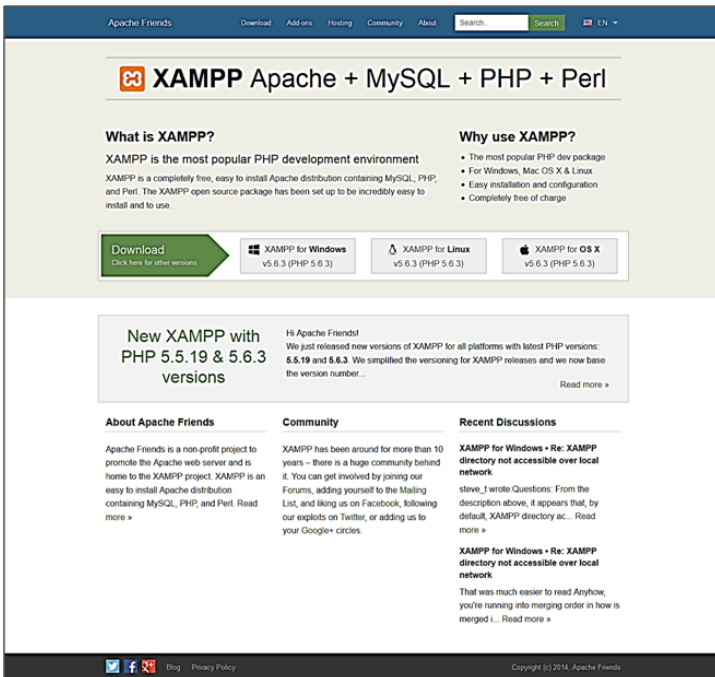 Apache Friends
Download Add-ons Hosting Community About
Search..
Search
EN
XAMPP Apache + MySQL + PHP + Perl
What is XAMPP?
XAMPP is the most popular PHP development environment
XAMPP is a completely free, easy to install Apache distribution containing MySQL, PHP,
and Perl. The XAMPP open source package has been set up to be incredibly easy to
install and to use.
Why use XAMPP?
• The most popular PHP dev package
• For Windows, Mac OS X & Linux
• Easy installation and configuration
• Completely free of charge
Download
Click here for other versions
XAMPP for Windows
v5.6.3 (PHP 5.6.3)
XAMPP for Linux
v5.6.3 (PHP 5.6.3)
XAMPP for OS X
v5.6.3 (PHP 5.6.3)
New XAMPP with
PHP 5.5.19 & 5.6.3
versions
Hi Apache Friends!
We just released new versions of XAMPP for all platforms with latest PHP versions:
5.5.19 and 5.6.3. We simplified the versioning for XAMPP releases and we now base
the version number...
Read more »
About Apache Friends
Apache Friends is a non-profit project to
promote the Apache web server and is
home to the XAMPP project. XAMPP is an
easy to install Apache distribution
containing MySQL, PHP, and Perl. Read
more »
Community
XAMPP has been around for more than 10
years – there is a huge community behind
it. You can get involved by joining our
Forums, adding yourself to the Mailing
List, and liking us on Facebook, following
our exploits on Twitter, or adding us to
your Google+ circles.
Recent Discussions
XAMPP for Windows • Re: XAMPP
directory not accessible over local
network
steve_t wrote:Questions: From the
description above, it appears that, by
default, XAMPP directory ac... Read
more »
XAMPP for Windows • Re: XAMPP
directory not accessible over local
network
That was much easier to read Anyhow,
you're running into merging order in how is
merged i... Read more »
Blog Privacy Policy
Copyright (c) 2014, Apache Friends